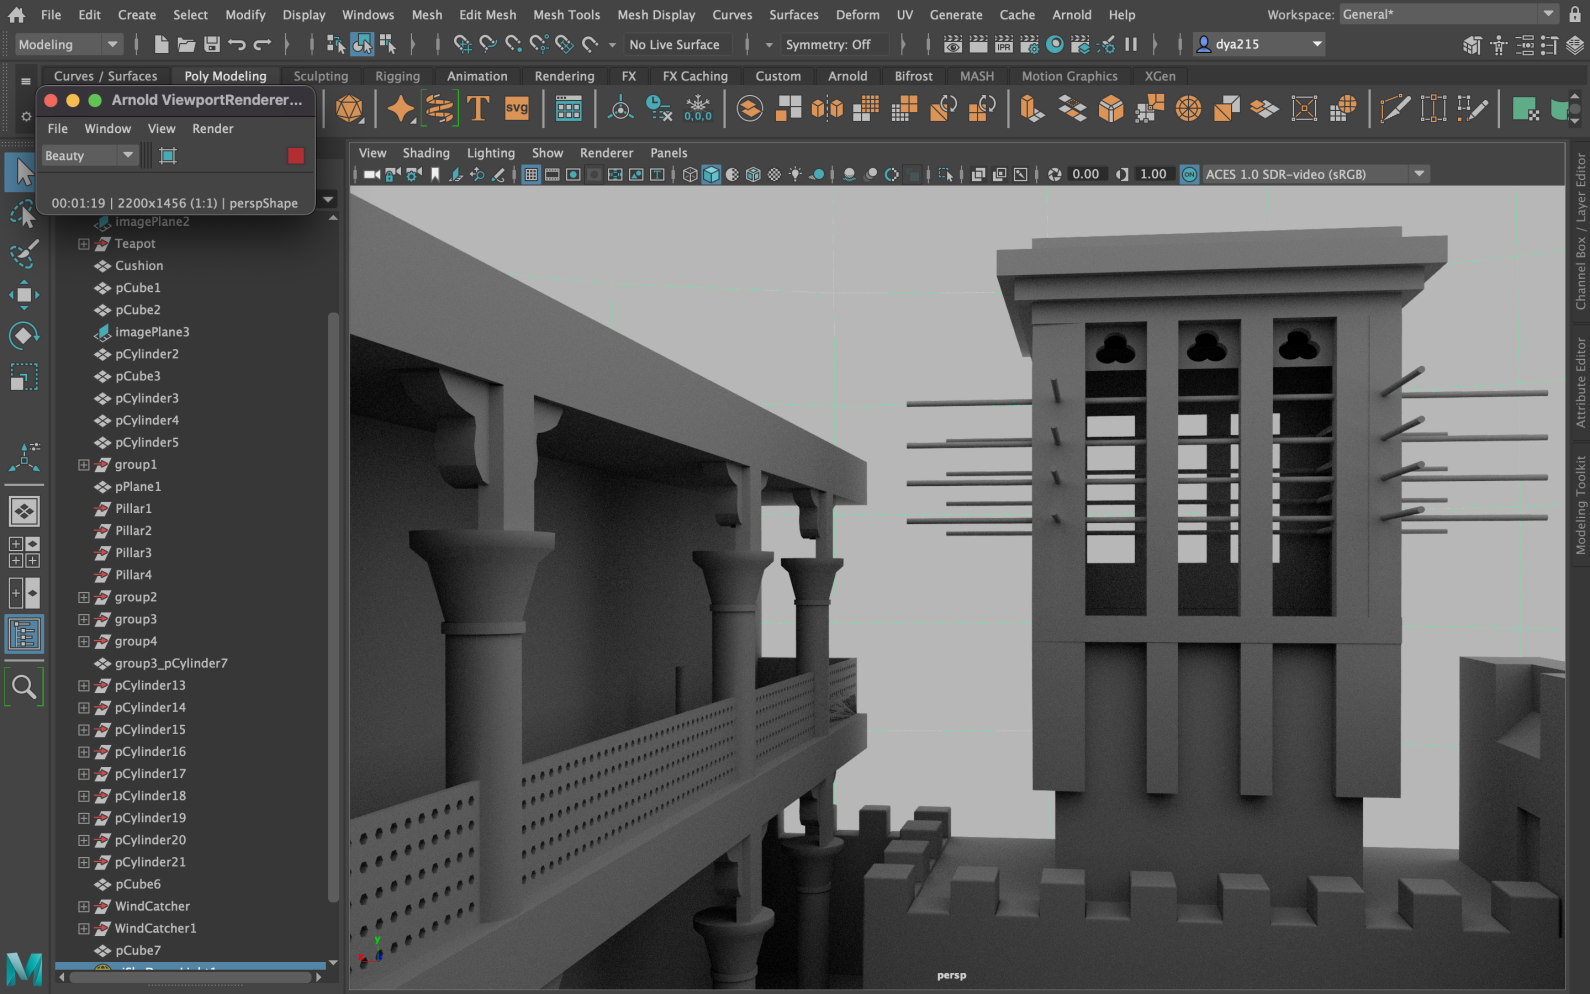 File Edit Create Select Modify Display Windows Mesh Edit Mesh Mesh Tools Mesh Display Curves Surfaces Deform UV Generate Cache Arnold Help Workspace: General*
Modeling No Live Surface Symmetry: Off IPR dya215
Curves / Surfaces Poly Modeling Sculpting Rigging Animation Rendering FX FX Caching Custom Arnold Bifrost MASH Motion Graphics XGen
T svg 0,0,0
Arnold ViewportRenderer...
File Window View Render
Beauty
00:01:19 | 2200x1456 (1:1) | perspShape
View Shading Lighting Show Renderer Panels
0.00 1.00 ON ACES 1.0 SDR-video (sRGB)
imagePlane2
Teapot
Cushion
pCube1
pCube2
imagePlane3
pCylinder2
pCube3
pCylinder3
pCylinder4
pCylinder5
group1
pPlane1
Pillar1
Pillar2
Pillar3
Pillar4
group2
group3
group4
group3_pCylinder7
pCylinder13
pCylinder14
pCylinder15
pCylinder16
pCylinder17
pCylinder18
pCylinder19
pCylinder20
pCylinder21
pCube6
WindCatcher
WindCatcher1
pCube7
y
persp
M
Channel Box / Layer Editor
Attribute Editor
Modeling Toolkit